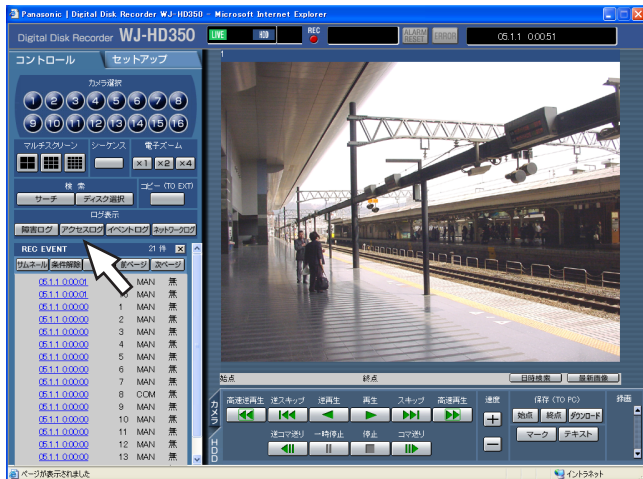 Panasonic | Digital Disk Recorder WJ-HD350 - Microsoft Internet Explorer
Digital Disk Recorder WJ-HD350
LIVE HDD REC ALARM RESET ERROR 05.1.1 0:00:51
コントロール セットアップ
1
カメラ選択
1 2 3 4 5 6 7 8
9 10 11 12 13 14 15 16
マルチスクリーン シーケンス 電子ズーム
×1 ×2 ×4
検索 コピー (TO EXT)
サーチ ディスク選択
ログ表示
障害ログ アクセスログ イベントログ ネットワークログ
REC EVENT 21 件
サムネール 条件解除 前ページ 次ページ
05.1.1 0:00:01 MAN 無
05.1.1 0:00:01 16 MAN 無
05.1.1 0:00:00 1 MAN 無
05.1.1 0:00:00 2 MAN 無
05.1.1 0:00:00 3 MAN 無
05.1.1 0:00:00 4 MAN 無
05.1.1 0:00:00 5 MAN 無
05.1.1 0:00:00 6 MAN 無
05.1.1 0:00:00 7 MAN 無
05.1.1 0:00:00 8 COM 無
05.1.1 0:00:00 9 MAN 無
05.1.1 0:00:00 10 MAN 無
05.1.1 0:00:00 11 MAN 無
05.1.1 0:00:00 12 MAN 無
05.1.1 0:00:00 13 MAN 無
始点 終点 日時検索 最新画像
カメラ
HDD
高速逆再生 逆スキップ 逆再生 再生 スキップ 高速再生 速度 保存 (TO PC) 録画
始点 終点 ダウンロード
逆コマ送り 一時停止 停止 コマ送り
マーク テキスト
ページが表示されました
イントラネット